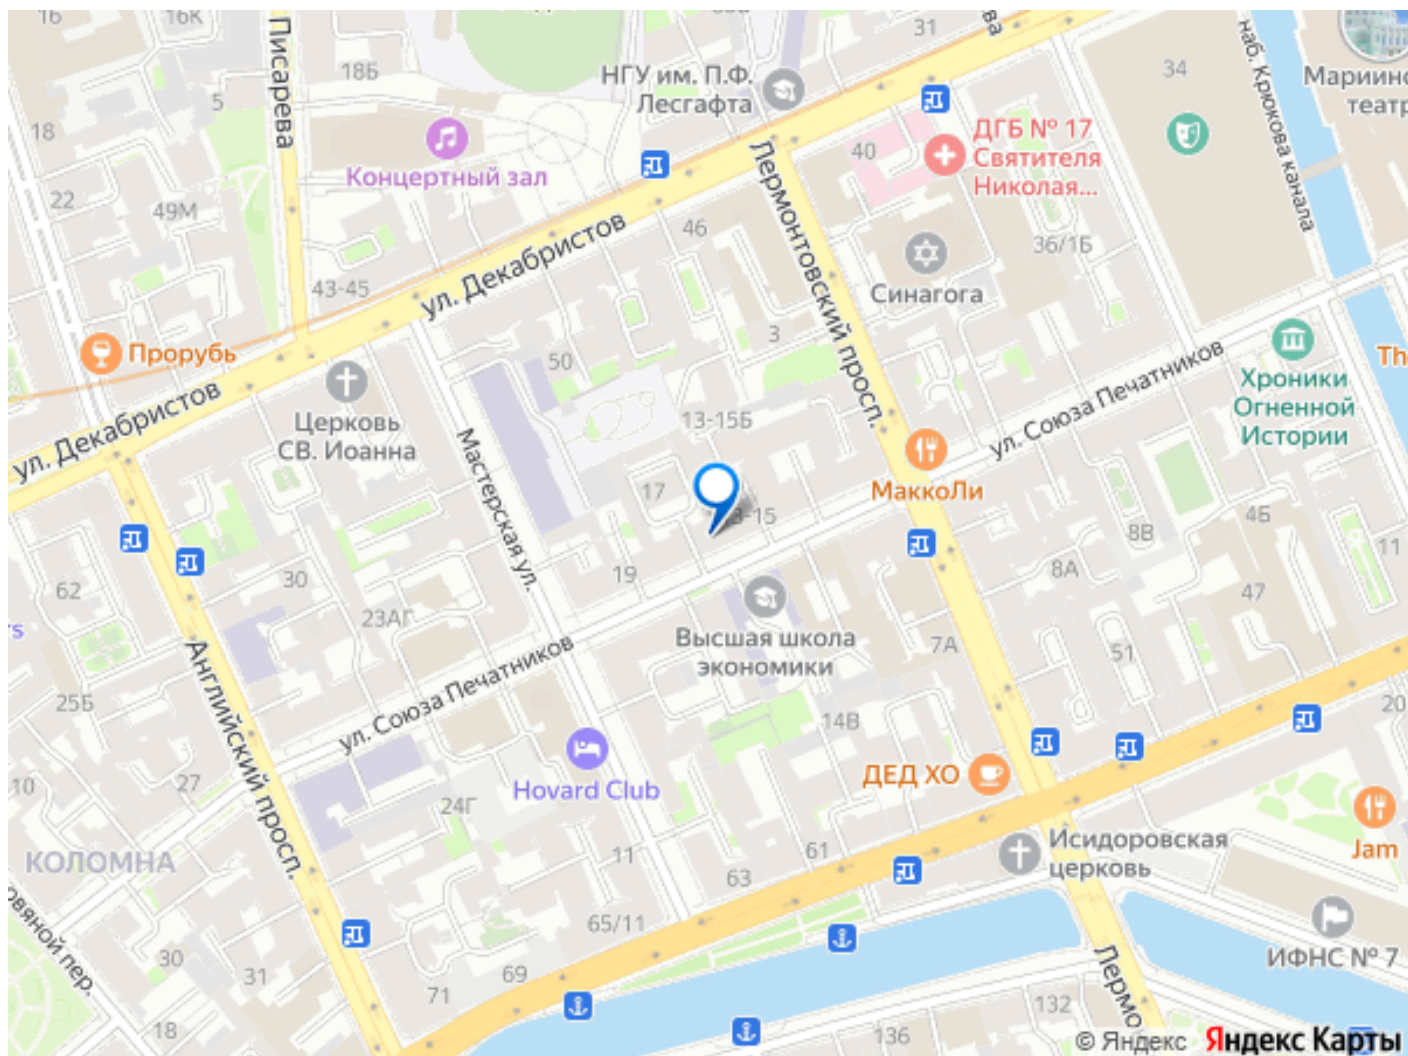 16
16К
Писарева
18Б
5
18
НГУ им. П.Ф.
Лесгафта
31
34
наб. Крюкова канала
Мариинс
театр
Концертный зал
22
49М
40
ДГБ № 17
Святителя
Николая...
Лермонтовский просп.
46
36/1Б
Синагога
43-45
ул. Декабристов
3
Прорубь
50
Церковь
СВ. Иоанна
13-15Б
ул. Декабристов
Мастерская ул.
Хроники
Огненной
Истории
Th
ул. Союза Печатников
МаккоЛи
17
3-15
4Б
8В
11
62
30
19
8А
47
23АГ
Высшая школа
экономики
7А
51
Английский просп.
25Б
ул. Союза Печатников
14В
20
Hovard Club
ДЕД ХО
10
27
24Г
КОЛОМНА
11
61
63
Исидоровская
церковь
Jam
65/11
ИФНС № 7
овяной пер.
30
31
69
71
18
Лермо
132
136
© Яндекс Яндекс Карты